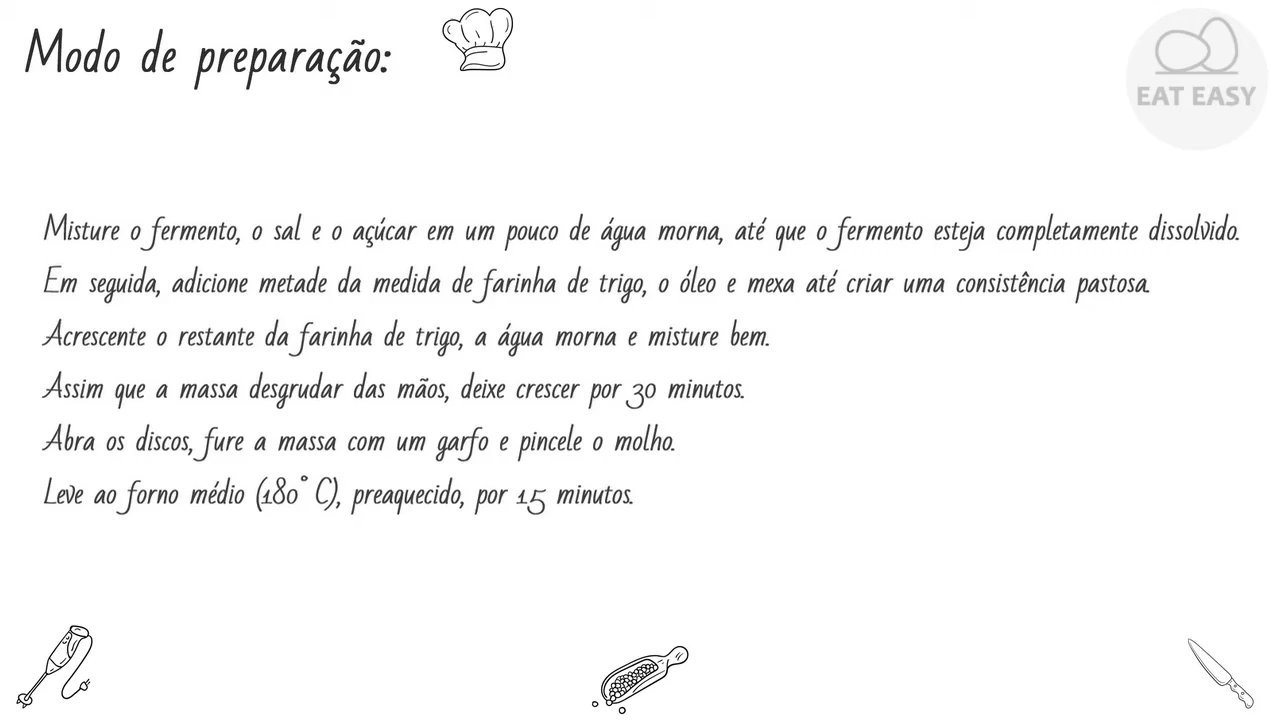 Modo de preparação:
EAT EASY
Misture o fermento, o sal e o açúcar em um pouco de água morna, até que o fermento esteja completamente dissolvido.
Em seguida, adicione metade da medida de farinha de trigo, o óleo e mexa até criar uma consistência pastosa.
Acrescente o restante da farinha de trigo, a água morna e misture bem.
Assim que a massa desgrudar das mãos, deixe crescer por 30 minutos.
Abra os discos, fure a massa com um garfo e pincele o molho.
Leve ao forno médio (180° C), preaquecido, por 15 minutos.